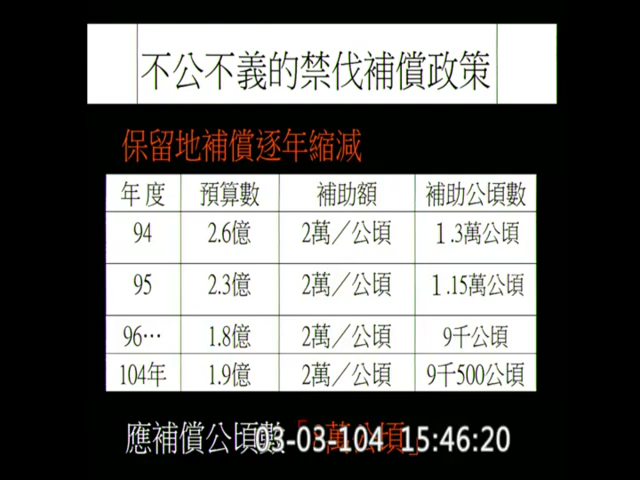 不公不義的禁伐補償政策
保留地補償逐年縮減
年度 預算數 補助額 補助公頃數
94 2.6億 2萬／公頃 1.3萬公頃
95 2.3億 2萬／公頃 1.15萬公頃
96… 1.8億 2萬／公頃 9千公頃
104年 1.9億 2萬／公頃 9千500公頃
應補償公頃數「萬公頃」
03-03-104 15:46:20